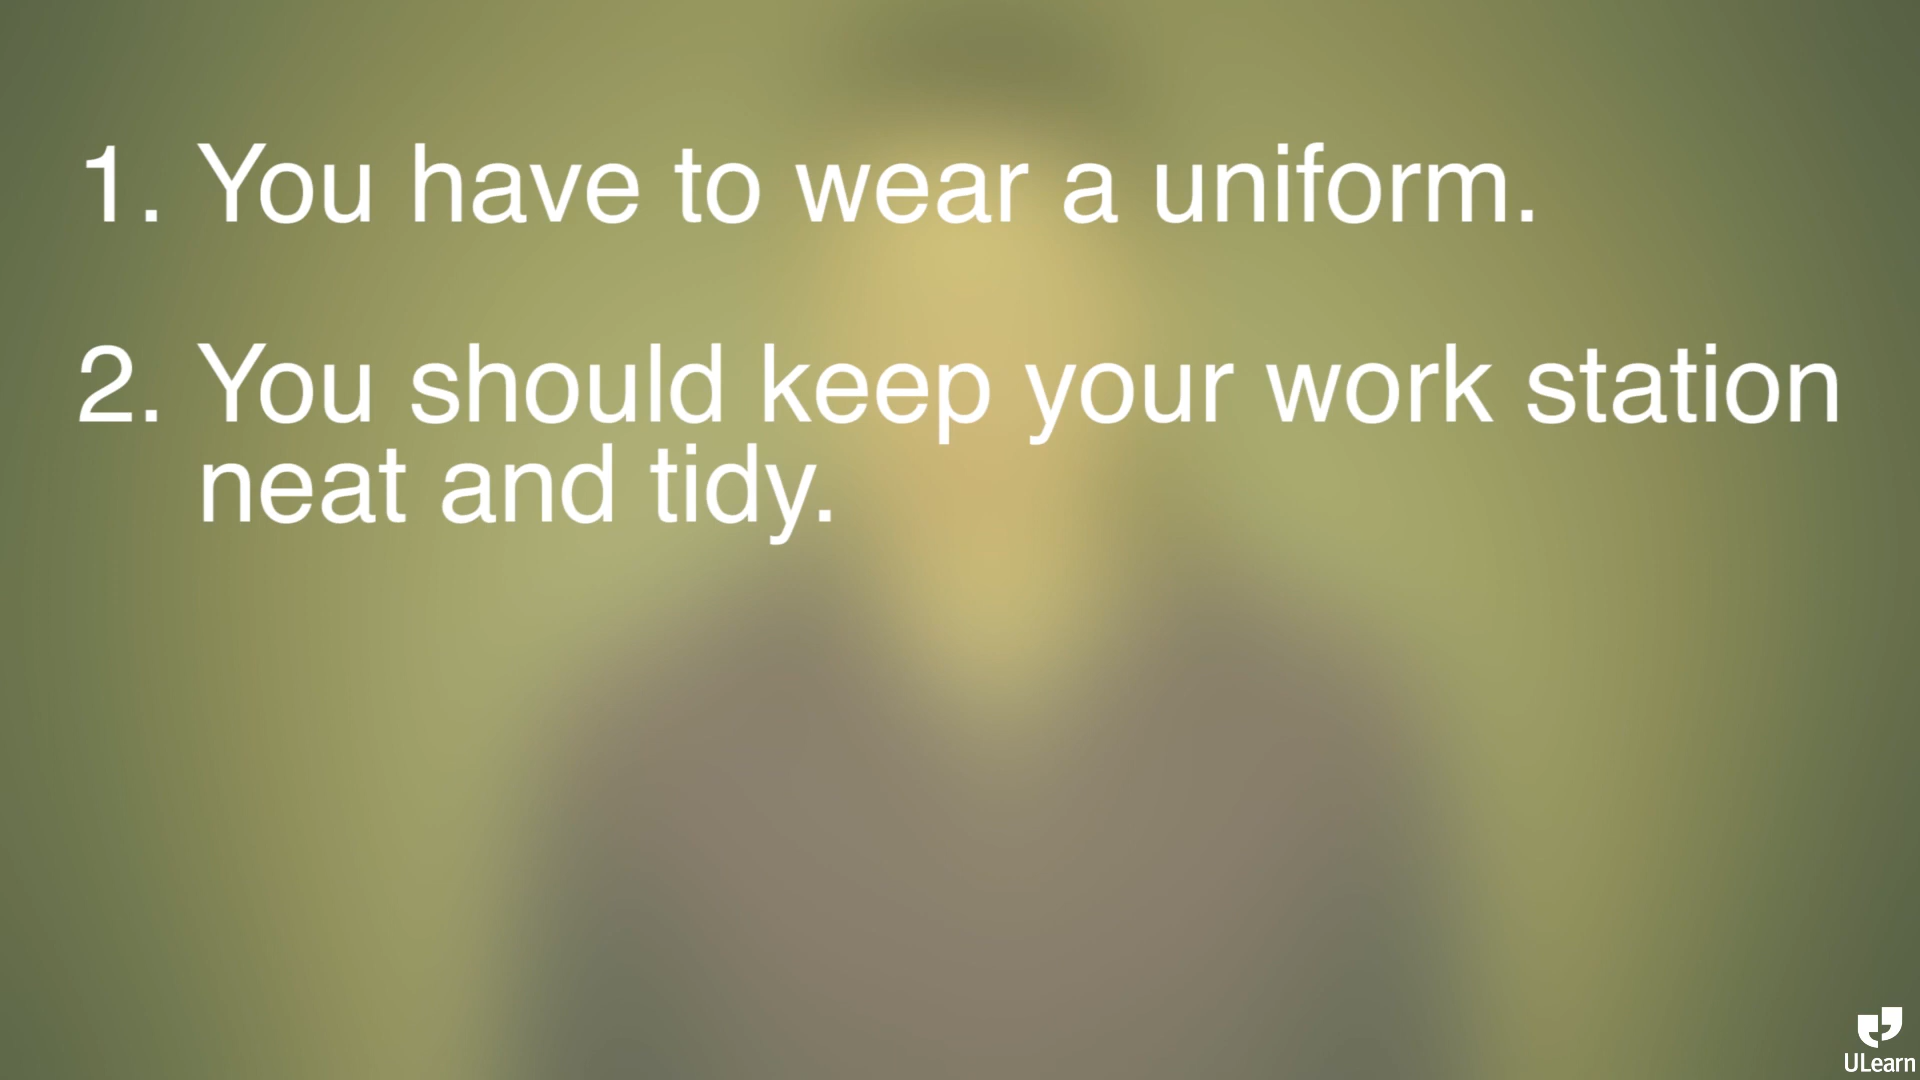 1. You have to wear a uniform.
2. You should keep your work station
neat and tidy.
ULearn